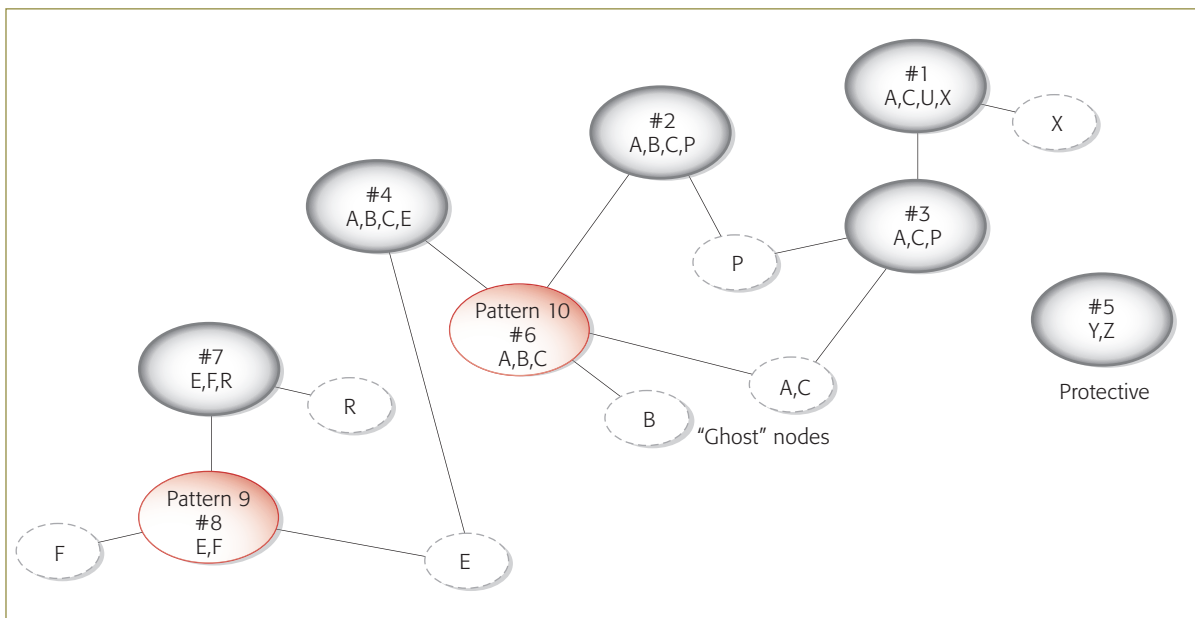 #1
A,C,U,X
X
#2
A,B,C,P
#4
A,B,C,E
#3
A,C,P
P
Pattern 10
#6
A,B,C
#5
Y,Z
Protective
#7
E,F,R
R
A,C
B
"Ghost" nodes
Pattern 9
#8
E,F
F
E